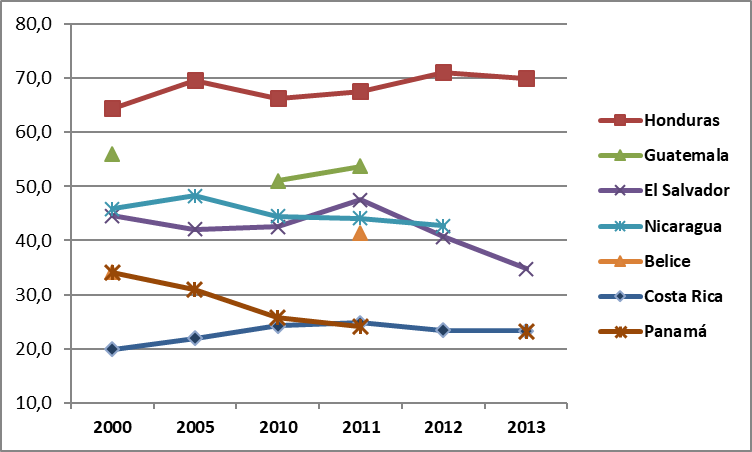 80,0
70,0
60,0
50,0
40,0
30,0
20,0
10,0
2000 2005 2010 2011 2012 2013
Honduras
Guatemala
El Salvador
Nicaragua
Belice
Costa Rica
Panamá